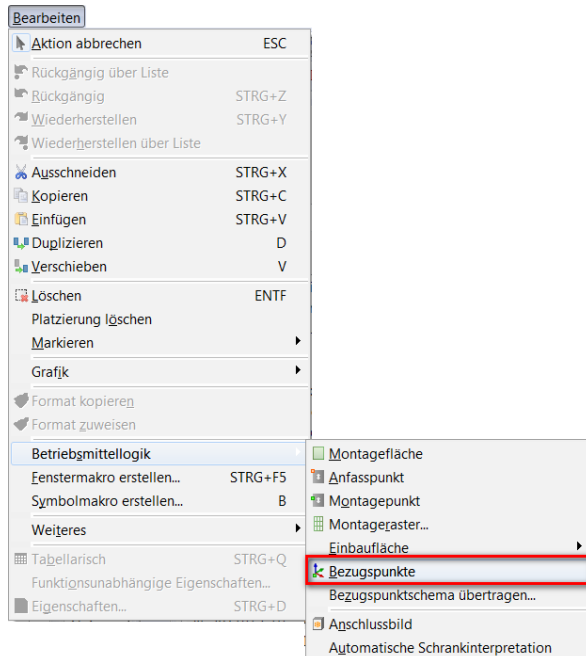 Bearbeiten
Aktion abbrechen ESC
Rückgängig über Liste
Rückgängig STRG+Z
Wiederherstellen STRG+Y
Wiederherstellen über Liste
Ausschneiden STRG+X
Kopieren STRG+C
Einfügen STRG+V
Duplizieren D
Verschieben V
Löschen ENTF
Platzierung löschen
Markieren
Grafik
Format kopieren
Format zuweisen
Betriebsmittellogik
Fenstermakro erstellen... STRG+F5
Symbolmakro erstellen... B
Weiteres
Tabellarisch STRG+Q
Funktionsunabhängige Eigenschaften...
Eigenschaften... STRG+D
Montagefläche
Anfasspunkt
Montagepunkt
Montageraster...
Einbaufläche
Bezugspunkte
Bezugspunktschema übertragen...
Anschlussbild
Automatische Schrankinterpretation